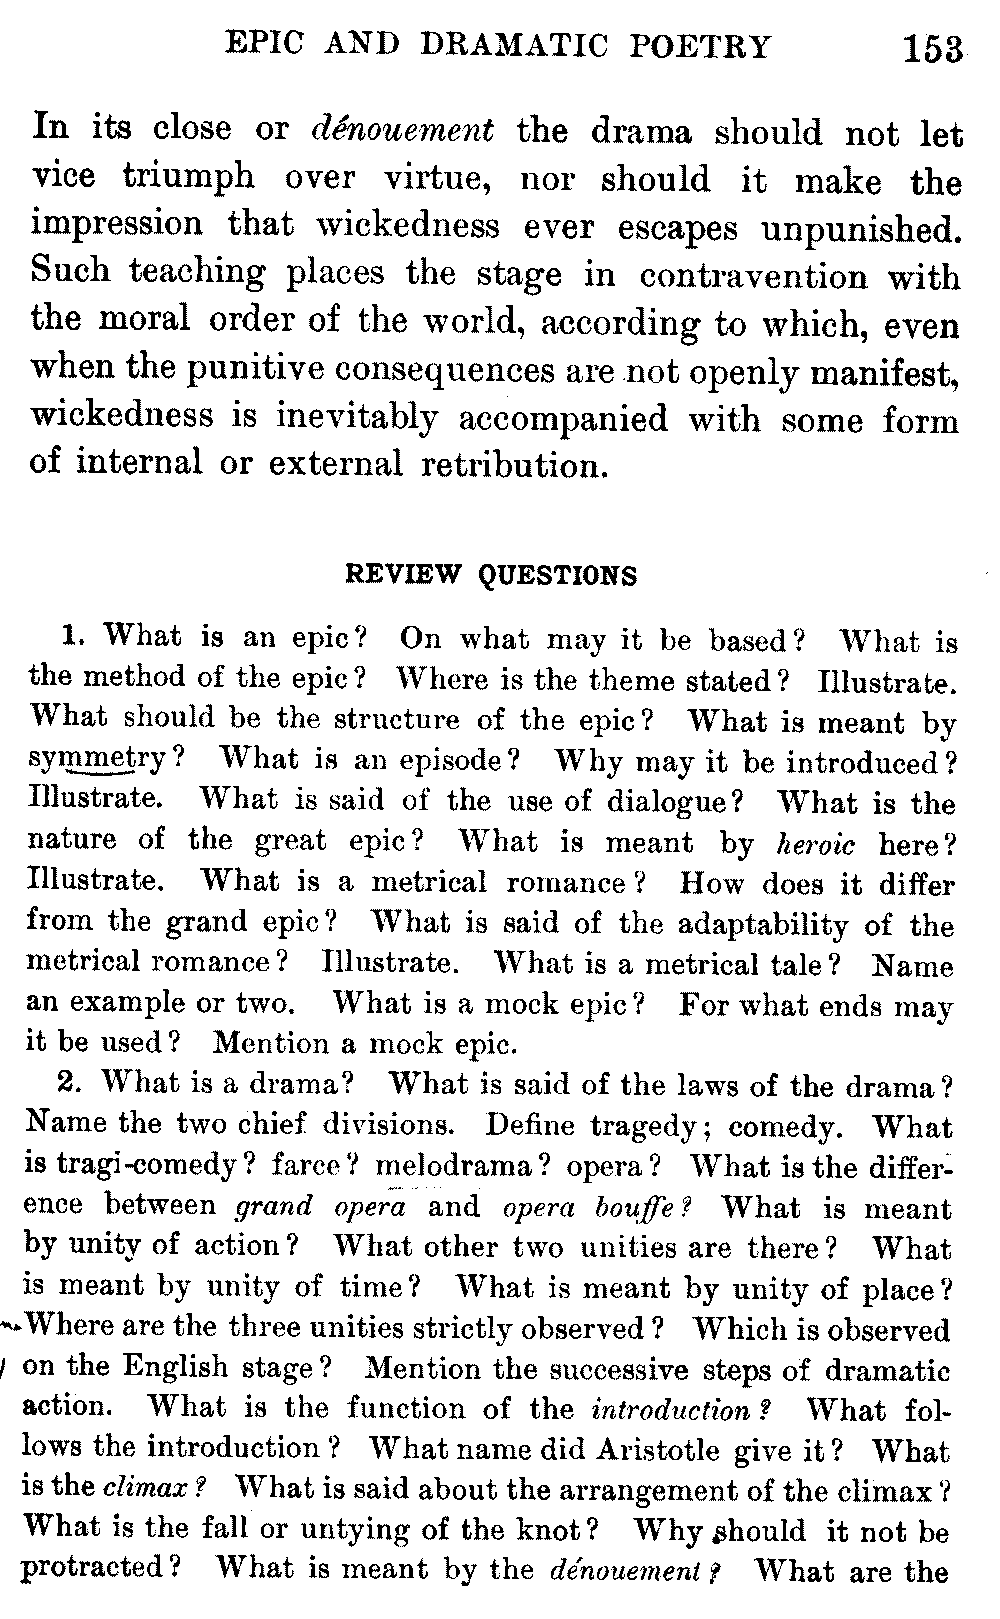 EPIC AND DRAMATIC POETRY 153
In its close or dénouement the drama should not let
vice triumph over virtue, nor should it make the
impression that wickedness ever escapes unpunished.
Such teaching places the stage in contravention with
the moral order of the world, according to which, even
when the punitive consequences are not openly manifest,
wickedness is inevitably accompanied with some form
of internal or external retribution.
REVIEW QUESTIONS
1. What is an epic? On what may it be based? What is
the method of the epic? Where is the theme stated? Illustrate.
What should be the structure of the epic? What is meant by
symmetry? What is an episode? Why may it be introduced?
Illustrate. What is said of the use of dialogue? What is the
nature of the great epic? What is meant by heroic here?
Illustrate. What is a metrical romance? How does it differ
from the grand epic? What is said of the adaptability of the
metrical romance? Illustrate. What is a metrical tale? Name
an example or two. What is a mock epic? For what ends may
it be used? Mention a mock epic.
2. What is a drama? What is said of the laws of the drama?
Name the two chief divisions. Define tragedy; comedy. What
is tragi-comedy? farce? melodrama? opera? What is the differ-
ence between grand opera and opera bouffe? What is meant
by unity of action? What other two unities are there? What
is meant by unity of time? What is meant by unity of place?
Where are the three unities strictly observed? Which is observed
on the English stage? Mention the successive steps of dramatic
action. What is the function of the introduction? What fol-
lows the introduction? What name did Aristotle give it? What
is the climax? What is said about the arrangement of the climax?
What is the fall or untying of the knot? Why should it not be
protracted? What is meant by the dénouement? What are the